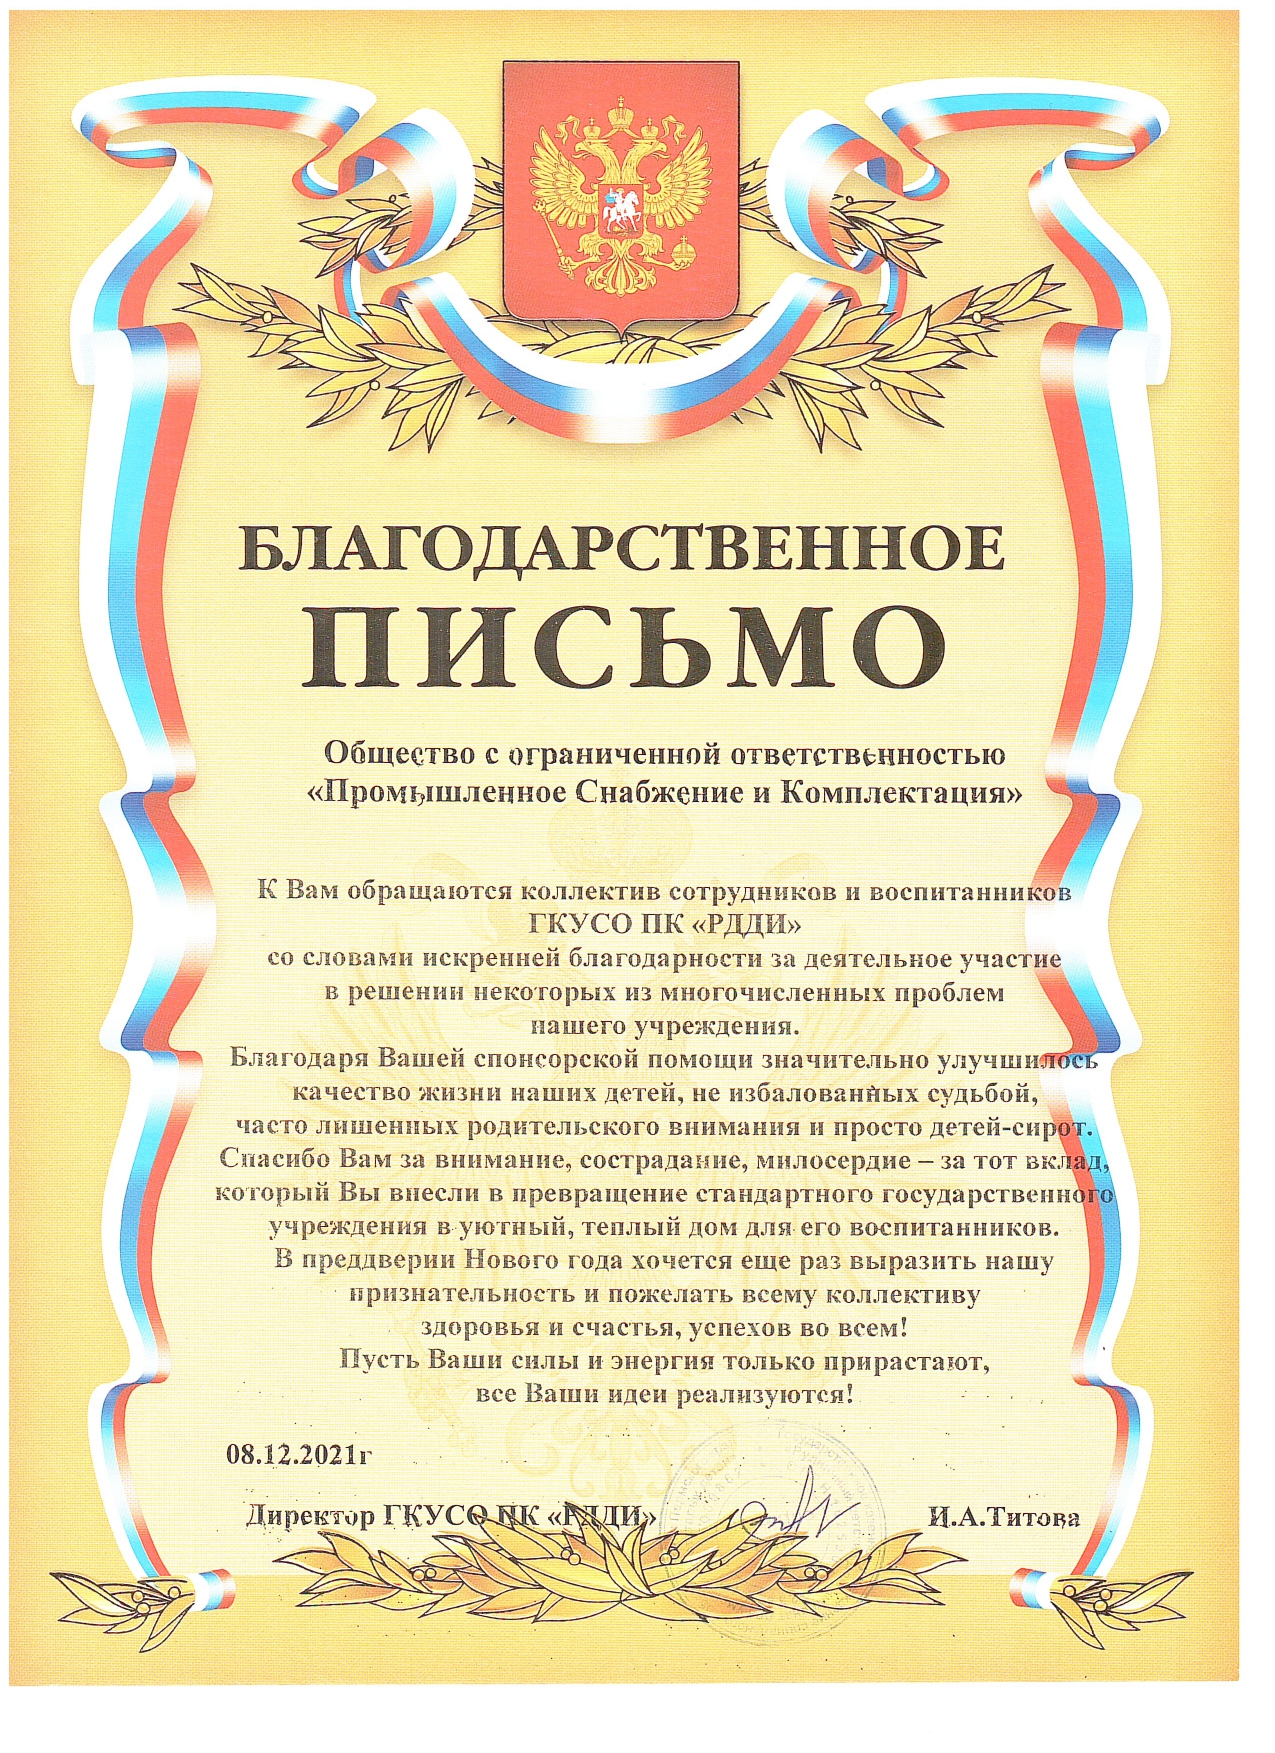 БЛАГОДАРСТВЕННОЕ
ПИСЬМО
Общество с ограниченной ответственностью
«Промышленное Снабжение и Комплектация»
К Вам обращаются коллектив сотрудников и воспитанников
ГКУСО ПК «РДДИ»
со словами искренней благодарности за деятельное участие
в решении некоторых из многочисленных проблем
нашего учреждения.
Благодаря Вашей спонсорской помощи значительно улучшилось
качество жизни наших детей, не избалованных судьбой,
часто лишенных родительского внимания и просто детей-сирот.
Спасибо Вам за внимание, сострадание, милосердие – за тот вклад,
который Вы внесли в превращение стандартного государственного
учреждения в уютный, теплый дом для его воспитанников.
В преддверии Нового года хочется еще раз выразить нашу
признательность и пожелать всему коллективу
здоровья и счастья, успехов во всем!
Пусть Ваши силы и энергия только прирастают,
все Ваши идеи реализуются!
08.12.2021г
Директор ГКУСО ПК «РДДИ» И.А.Титова